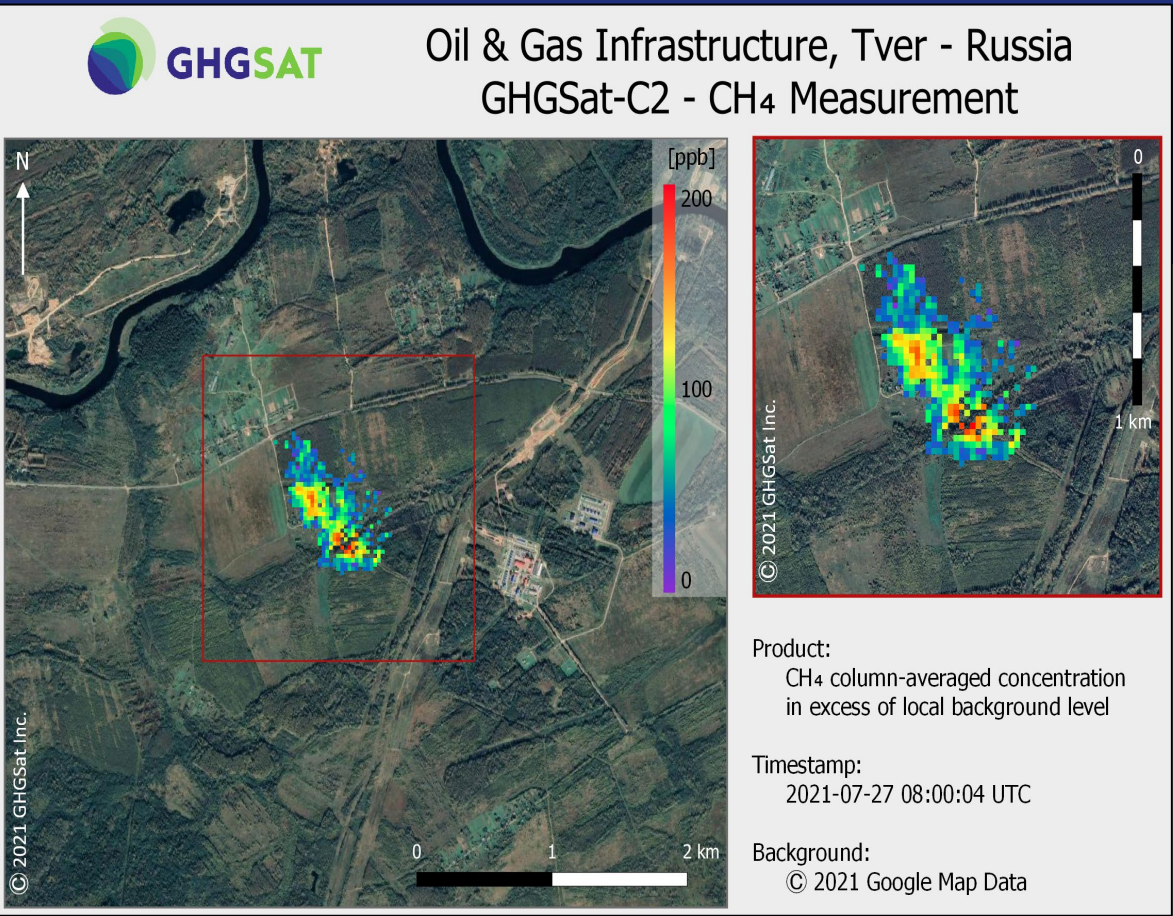 GHGSAT
Oil & Gas Infrastructure, Tver - Russia
GHGSat-C2 - CH₄ Measurement
N
[ppb]
200
100
0
© 2021 GHGSat Inc.
0 1 2 km
0
1 km
© 2021 GHGSat Inc.
Product:
CH₄ column-averaged concentration
in excess of local background level
Timestamp:
2021-07-27 08:00:04 UTC
Background:
© 2021 Google Map Data